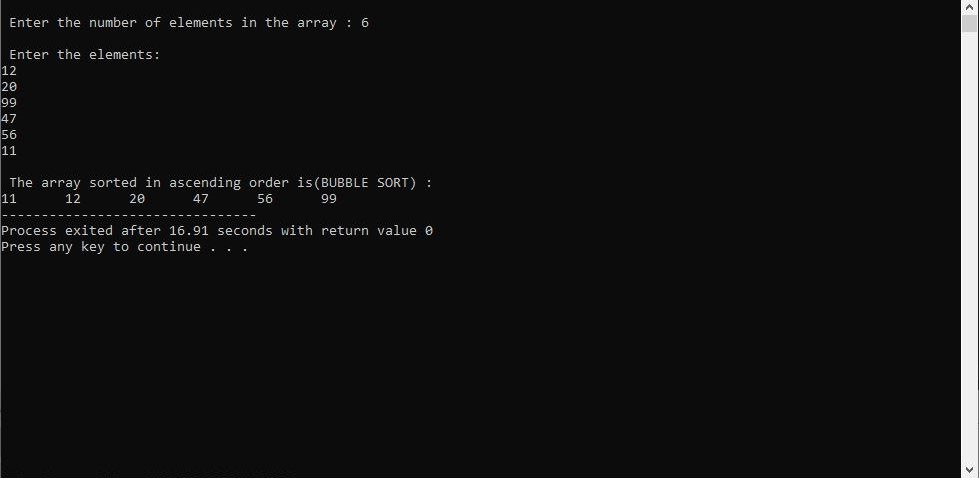 Enter the number of elements in the array : 6
Enter the elements:
12
20
99
47
56
11
The array sorted in ascending order is(BUBBLE SORT) :
11 12 20 47 56 99
--------------------------------
Process exited after 16.91 seconds with return value 0
Press any key to continue . . .